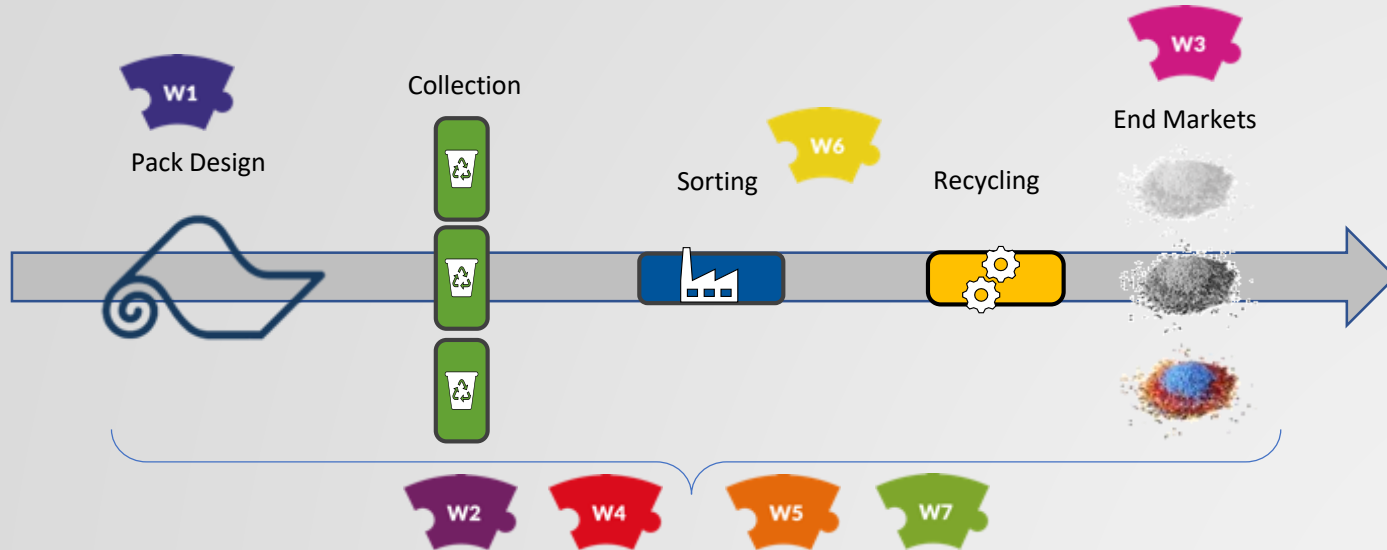 W1
Pack Design
Collection
Sorting
W6
Recycling
W3
End Markets
W2
W4
W5
W7